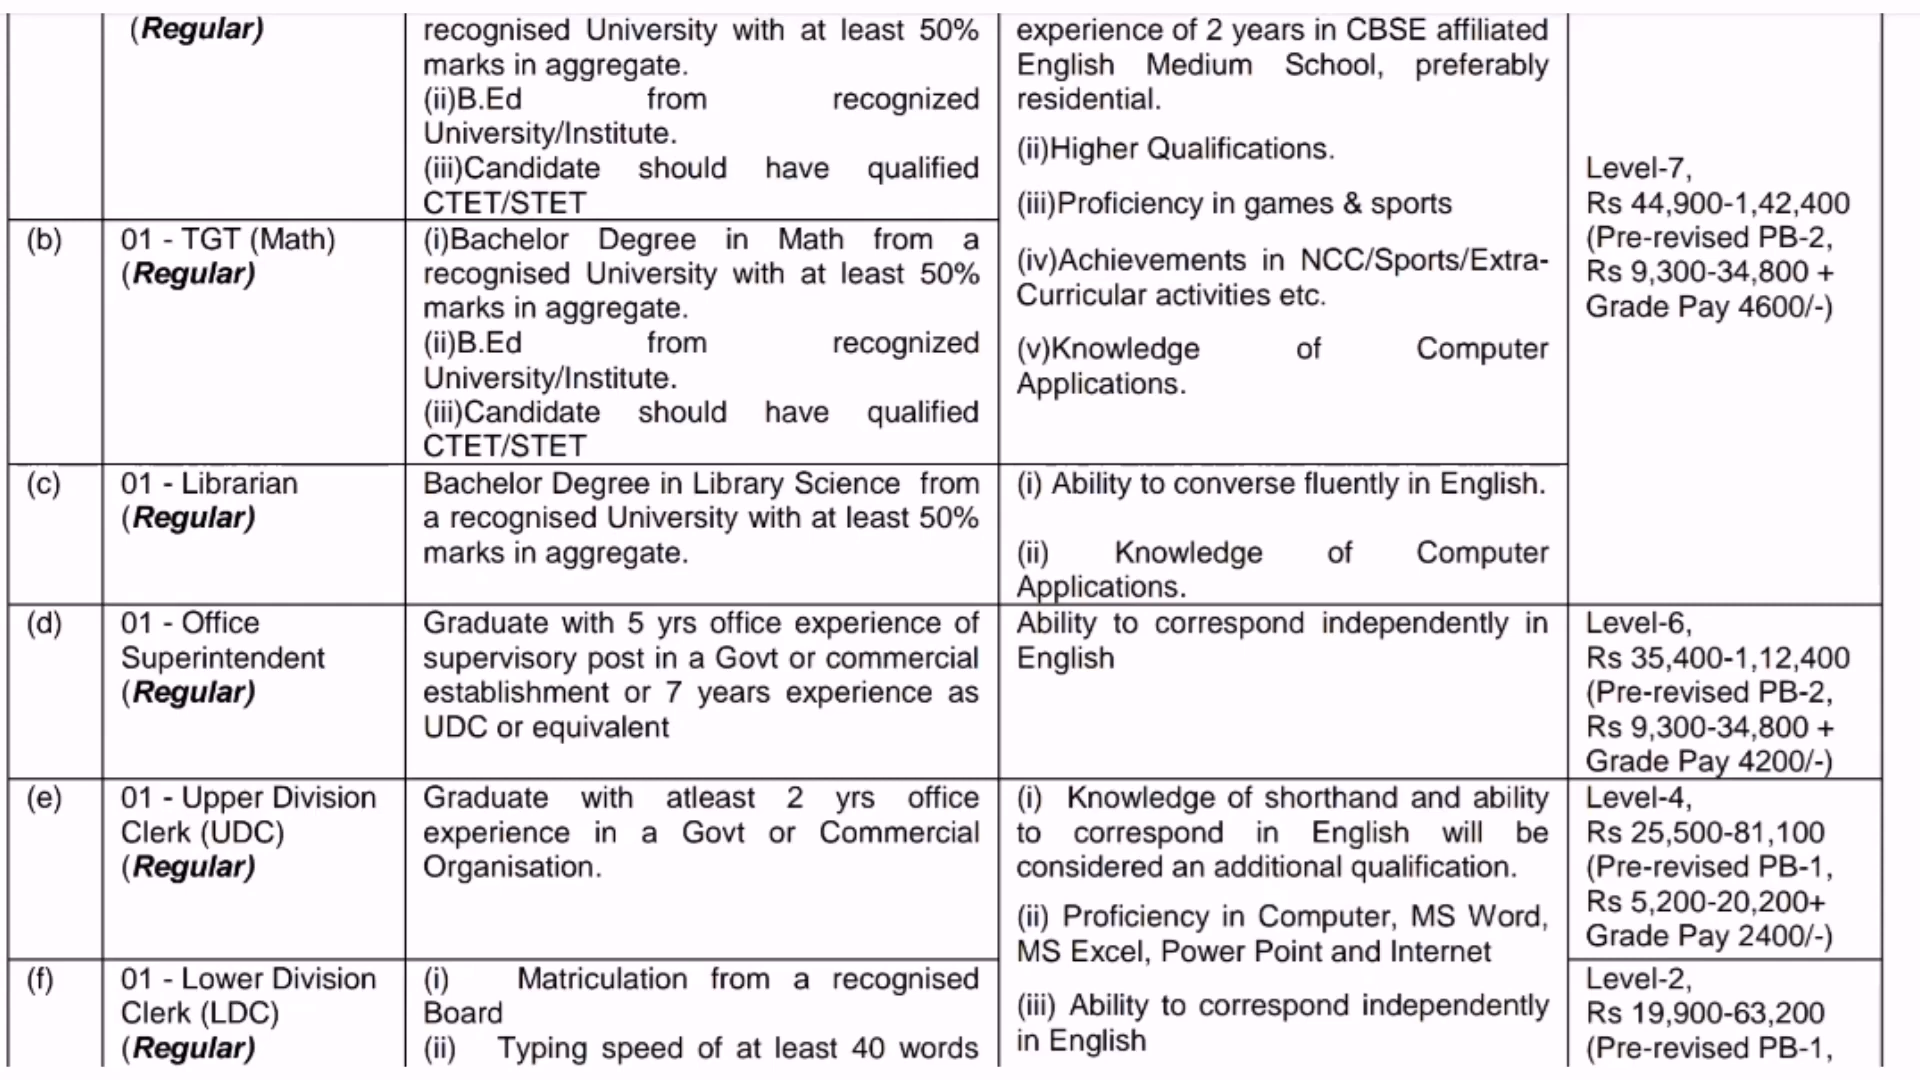 (Regular)
recognised University with at least 50%
marks in aggregate.
(ii)B.Ed from recognized
University/Institute.
(iii)Candidate should have qualified
CTET/STET
experience of 2 years in CBSE affiliated
English Medium School, preferably
residential.
(ii)Higher Qualifications.
(iii)Proficiency in games & sports
(iv)Achievements in NCC/Sports/Extra-
Curricular activities etc.
(v)Knowledge of Computer
Applications.
Level-7,
Rs 44,900-1,42,400
(Pre-revised PB-2,
Rs 9,300-34,800 +
Grade Pay 4600/-)
(b)
01 - TGT (Math)
(Regular)
(i)Bachelor Degree in Math from a
recognised University with at least 50%
marks in aggregate.
(ii)B.Ed from recognized
University/Institute.
(iii)Candidate should have qualified
CTET/STET
(c)
01 - Librarian
(Regular)
Bachelor Degree in Library Science from
a recognised University with at least 50%
marks in aggregate.
(i) Ability to converse fluently in English.
(ii) Knowledge of Computer
Applications.
(d)
01 - Office
Superintendent
(Regular)
Graduate with 5 yrs office experience of
supervisory post in a Govt or commercial
establishment or 7 years experience as
UDC or equivalent
Ability to correspond independently in
English
Level-6,
Rs 35,400-1,12,400
(Pre-revised PB-2,
Rs 9,300-34,800 +
Grade Pay 4200/-)
(e)
01 - Upper Division
Clerk (UDC)
(Regular)
Graduate with atleast 2 yrs office
experience in a Govt or Commercial
Organisation.
(i) Knowledge of shorthand and ability
to correspond in English will be
considered an additional qualification.
(ii) Proficiency in Computer, MS Word,
MS Excel, Power Point and Internet
(iii) Ability to correspond independently
in English
Level-4,
Rs 25,500-81,100
(Pre-revised PB-1,
Rs 5,200-20,200+
Grade Pay 2400/-)
(f)
01 - Lower Division
Clerk (LDC)
(Regular)
(i) Matriculation from a recognised
Board
(ii) Typing speed of at least 40 words
Level-2,
Rs 19,900-63,200
(Pre-revised PB-1,